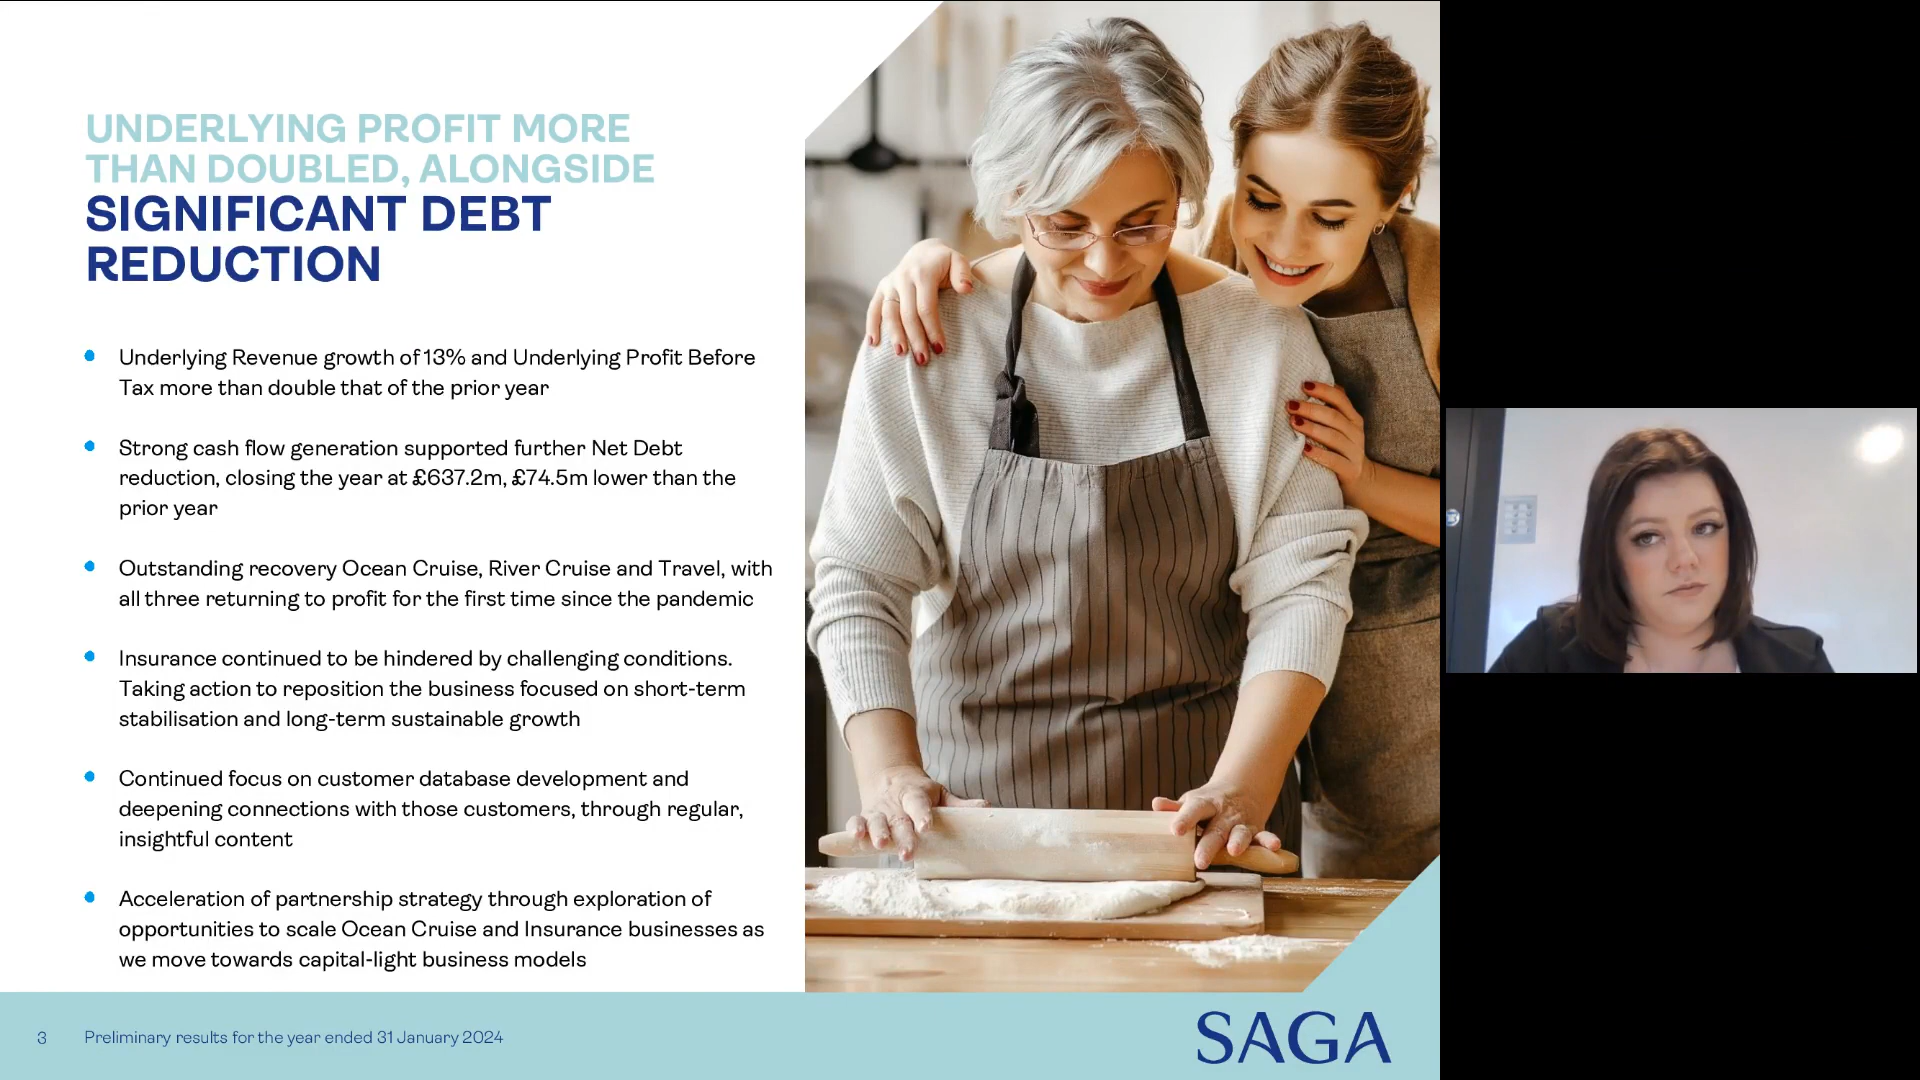 UNDERLYING PROFIT MORE
THAN DOUBLED, ALONGSIDE
SIGNIFICANT DEBT
REDUCTION
Underlying Revenue growth of 13% and Underlying Profit Before
Tax more than double that of the prior year
Strong cash flow generation supported further Net Debt
reduction, closing the year at £637.2m, £74.5m lower than the
prior year
Outstanding recovery Ocean Cruise, River Cruise and Travel, with
all three returning to profit for the first time since the pandemic
Insurance continued to be hindered by challenging conditions.
Taking action to reposition the business focused on short-term
stabilisation and long-term sustainable growth
Continued focus on customer database development and
deepening connections with those customers, through regular,
insightful content
Acceleration of partnership strategy through exploration of
opportunities to scale Ocean Cruise and Insurance businesses as
we move towards capital-light business models
3 Preliminary results for the year ended 31 January 2024
SAGA